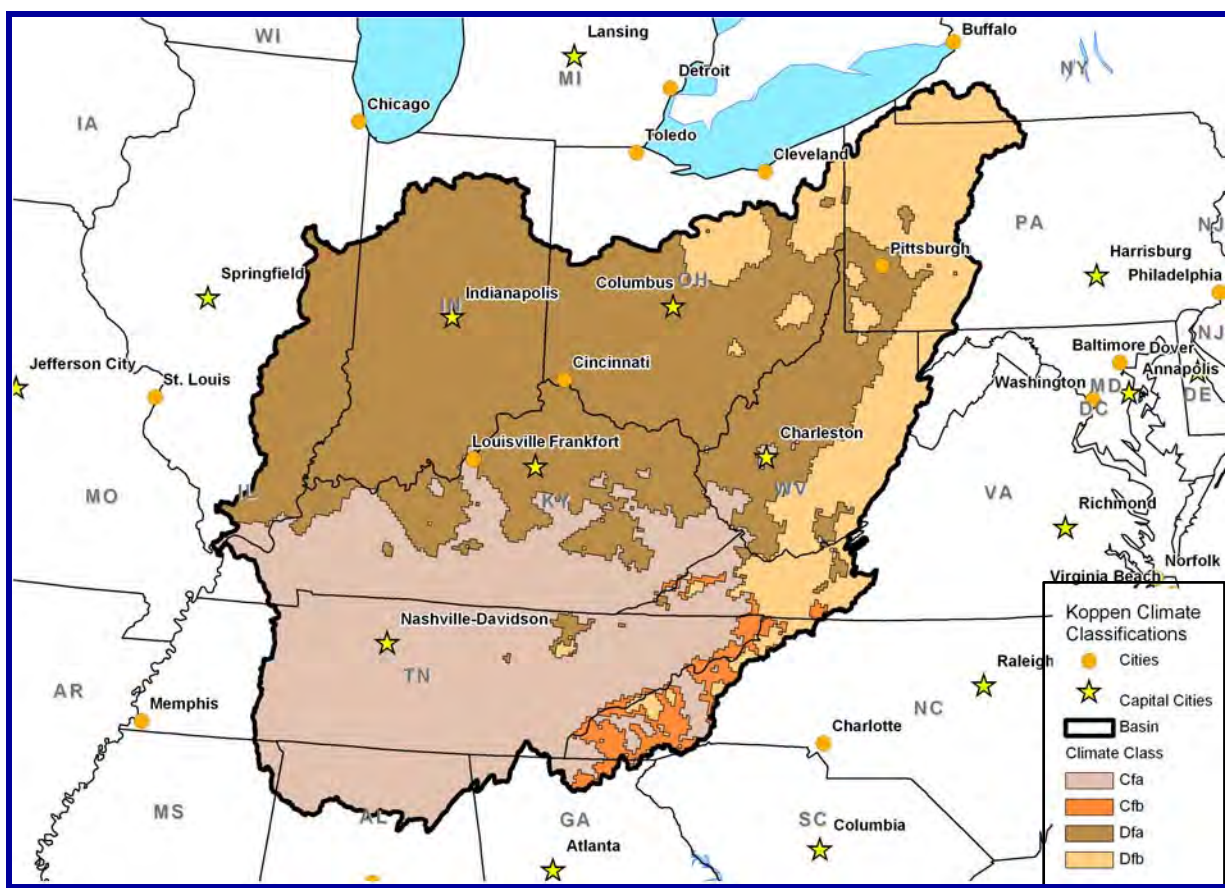 WI
Lansing
MI
Buffalo
NY
Detroit
Chicago
IA
Toledo
Cleveland
PA
NJ
Harrisburg
Philadelphia
Pittsburgh
Springfield
Columbus
OH
IN
Indianapolis
NJ
Baltimore
Dover
Jefferson City
St. Louis
Cincinnati
Washington
MD
Annapolis
DE
DC
Louisville
Frankfort
Charleston
IL
MO
KY
WV
VA
Richmond
Norfolk
Virginia Beach
Nashville-Davidson
TN
AR
Memphis
Raleigh
NC
Charlotte
MS
AL
GA
SC
Columbia
Atlanta
Koppen Climate
Classifications
Cities
Capital Cities
Basin
Climate Class
Cfa
Cfb
Dfa
Dfb